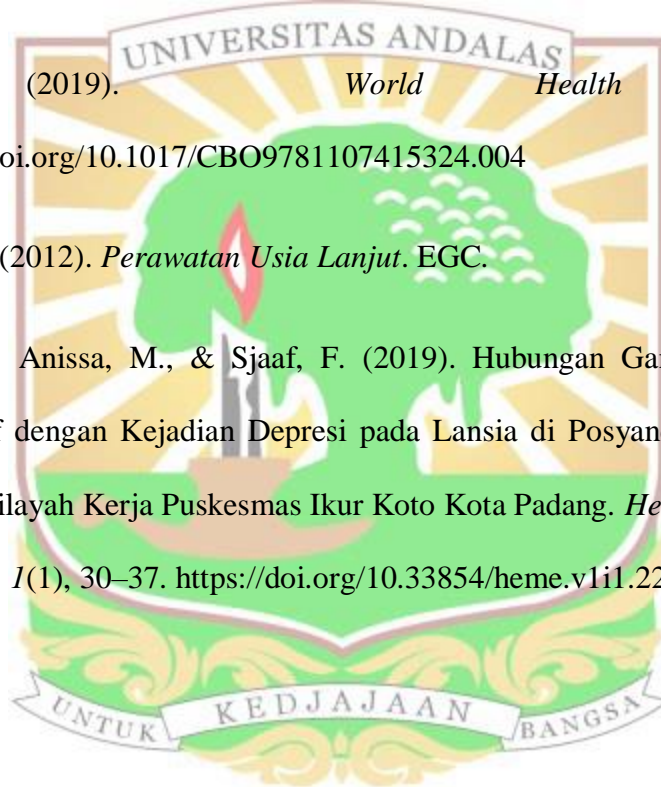 UNIVERSITAS ANDALAS
(2019). World Health
oi.org/10.1017/CBO9781107415324.004
(2012). Perawatan Usia Lanjut. EGC.
Anissa, M., & Sjaaf, F. (2019). Hubungan Gan
f dengan Kejadian Depresi pada Lansia di Posyan
ilayah Kerja Puskesmas Ikur Koto Kota Padang. He
1(1), 30–37. https://doi.org/10.33854/heme.v1i1.22
UNTUK KEDJAJAAN BANGSA